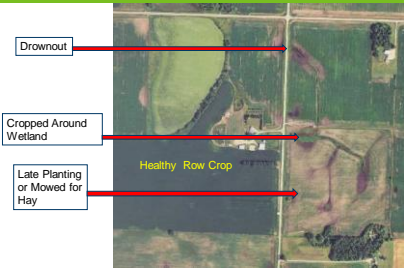 Drownout
Cropped Around
Wetland
Healthy Row Crop
Late Planting
or Mowed for
Hay